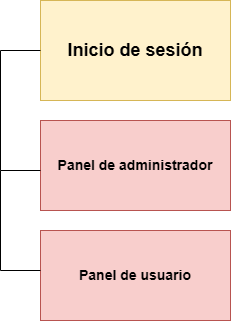 Inicio de sesión
Panel de administrador
Panel de usuario